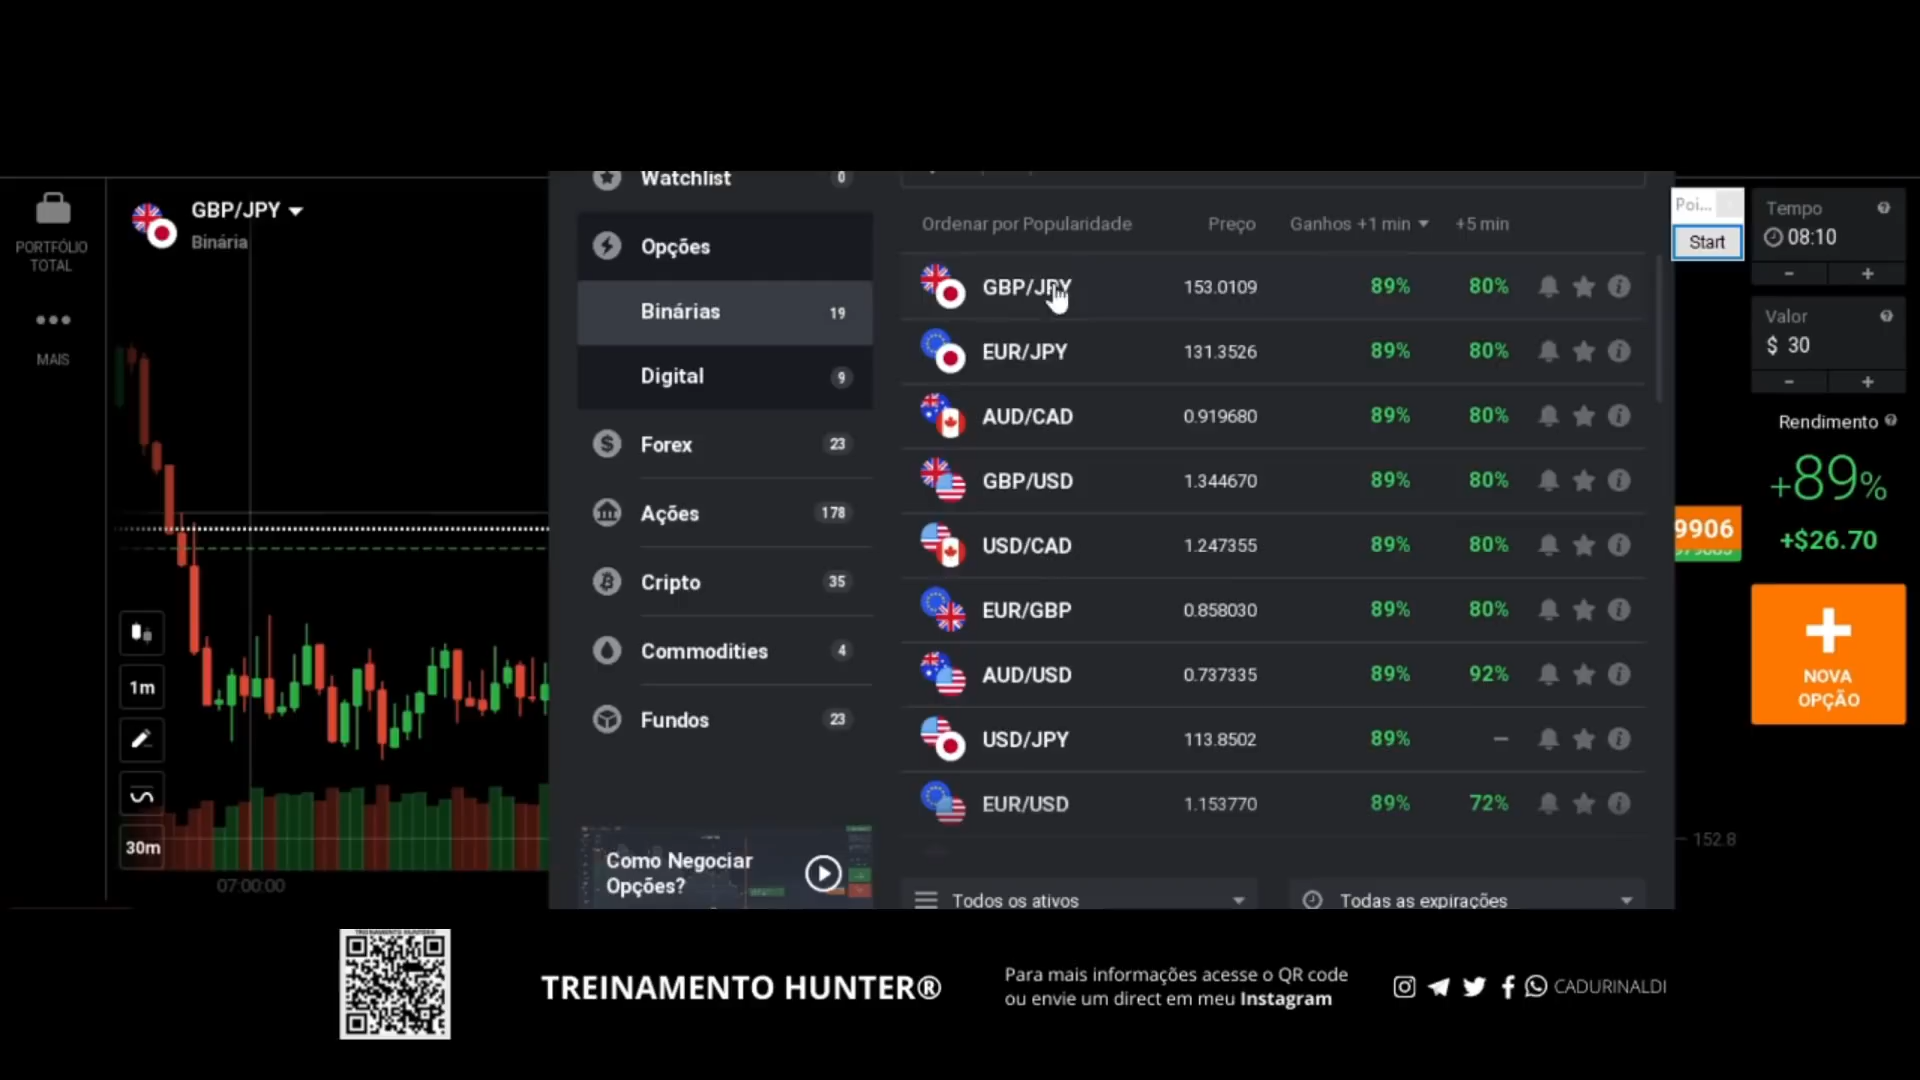 PORTFÓLIO
TOTAL
MAIS
GBP/JPY
Binária
1m
30m
07:00:00
Watchlist 0
Opções
Binárias 19
Digital 9
Forex 23
Ações 178
Cripto 35
Commodities 4
Fundos 23
Como Negociar
Opções?
Ordenar por Popularidade Preço Ganhos +1 min +5 min
GBP/JPY 153.0109 89% 80%
EUR/JPY 131.3526 89% 80%
AUD/CAD 0.919680 89% 80%
GBP/USD 1.344670 89% 80%
USD/CAD 1.247355 89% 80%
EUR/GBP 0.858030 89% 80%
AUD/USD 0.737335 89% 92%
USD/JPY 113.8502 89% –
EUR/USD 1.153770 89% 72%
Todos os ativos Todas as expirações
Poi...
Start
9906
152.8
Tempo
08:10
- +
Valor
$ 30
- +
Rendimento
+89%
+$26.70
NOVA
OPÇÃO
TREINAMENTO HUNTER®
Para mais informações acesse o QR code
ou envie um direct em meu Instagram
CADURINALDI